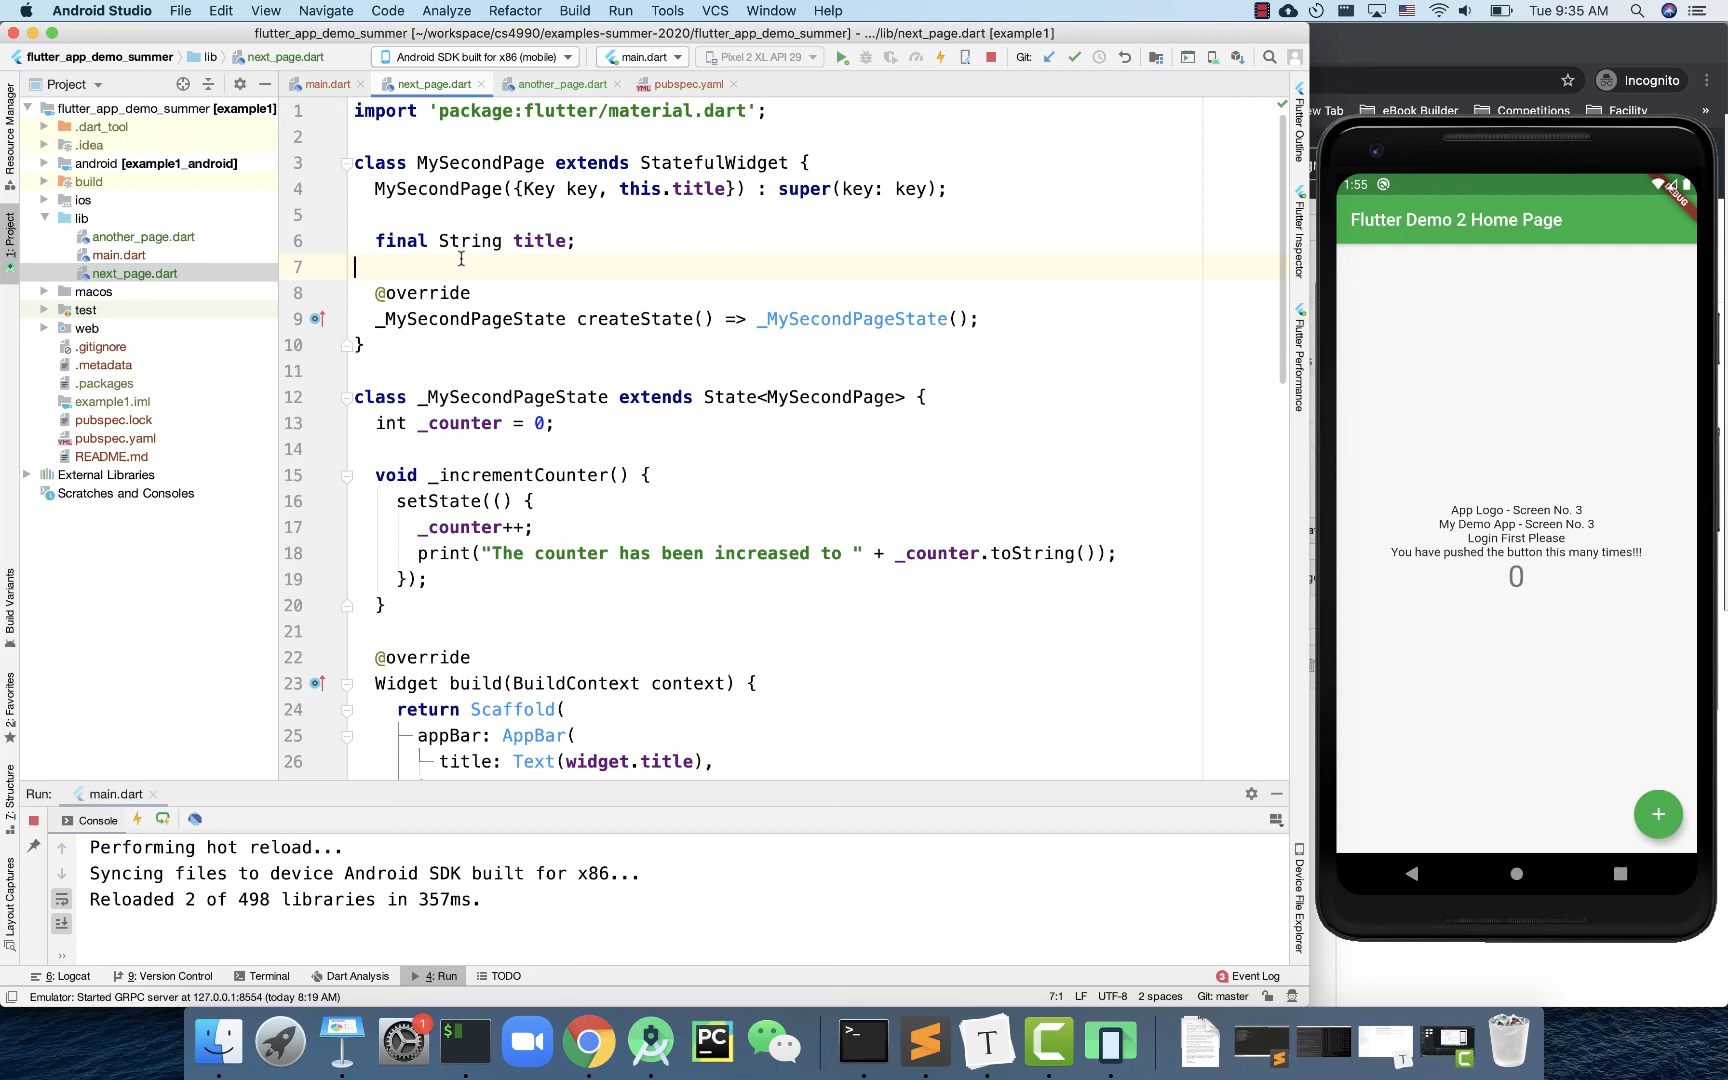 Android Studio File Edit View Navigate Code Analyze Refactor Build Run Tools VCS Window Help Tue 9:35 AM
flutter_app_demo_summer [~/workspace/cs4990/examples-summer-2020/flutter_app_demo_summer] - .../lib/next_page.dart [example1]
flutter_app_demo_summer lib next_page.dart Android SDK built for x86 (mobile) main.dart Pixel 2 XL API 29 Git:
Incognito
Project main.dart next_page.dart another_page.dart pubspec.yaml
Tab eBook Builder Competitions Facility »
flutter_app_demo_summer [example1]
.dart_tool
.idea
android [example1_android]
build
ios
lib
another_page.dart
main.dart
next_page.dart
macos
test
web
.gitignore
.metadata
.packages
example1.iml
pubspec.lock
pubspec.yaml
README.md
External Libraries
Scratches and Consoles
Resource Manager
1: Project
Build Variants
2: Favorites
7: Structure
Layout Captures
1 import 'package:flutter/material.dart';
2
3 class MySecondPage extends StatefulWidget {
4 MySecondPage({Key key, this.title}) : super(key: key);
5
6 final String title;
7
8 @override
9 _MySecondPageState createState() => _MySecondPageState();
10 }
11
12 class _MySecondPageState extends State<MySecondPage> {
13 int _counter = 0;
14
15 void _incrementCounter() {
16 setState(() {
17 _counter++;
18 print("The counter has been increased to " + _counter.toString());
19 });
20 }
21
22 @override
23 Widget build(BuildContext context) {
24 return Scaffold(
25 appBar: AppBar(
26 title: Text(widget.title),
Flutter Outline
Flutter Inspector
Flutter Performance
Device File Explorer
1:55
DEBUG
Flutter Demo 2 Home Page
App Logo - Screen No. 3
My Demo App - Screen No. 3
Login First Please
You have pushed the button this many times!!!
0
+
Run: main.dart
Console
Performing hot reload...
Syncing files to device Android SDK built for x86...
Reloaded 2 of 498 libraries in 357ms.
»
6: Logcat 9: Version Control Terminal Dart Analysis 4: Run TODO 3 Event Log
Emulator: Started GRPC server at 127.0.0.1:8554 (today 8:19 AM) 7:1 LF UTF-8 2 spaces Git: master
1
$
PC
>_
T
C